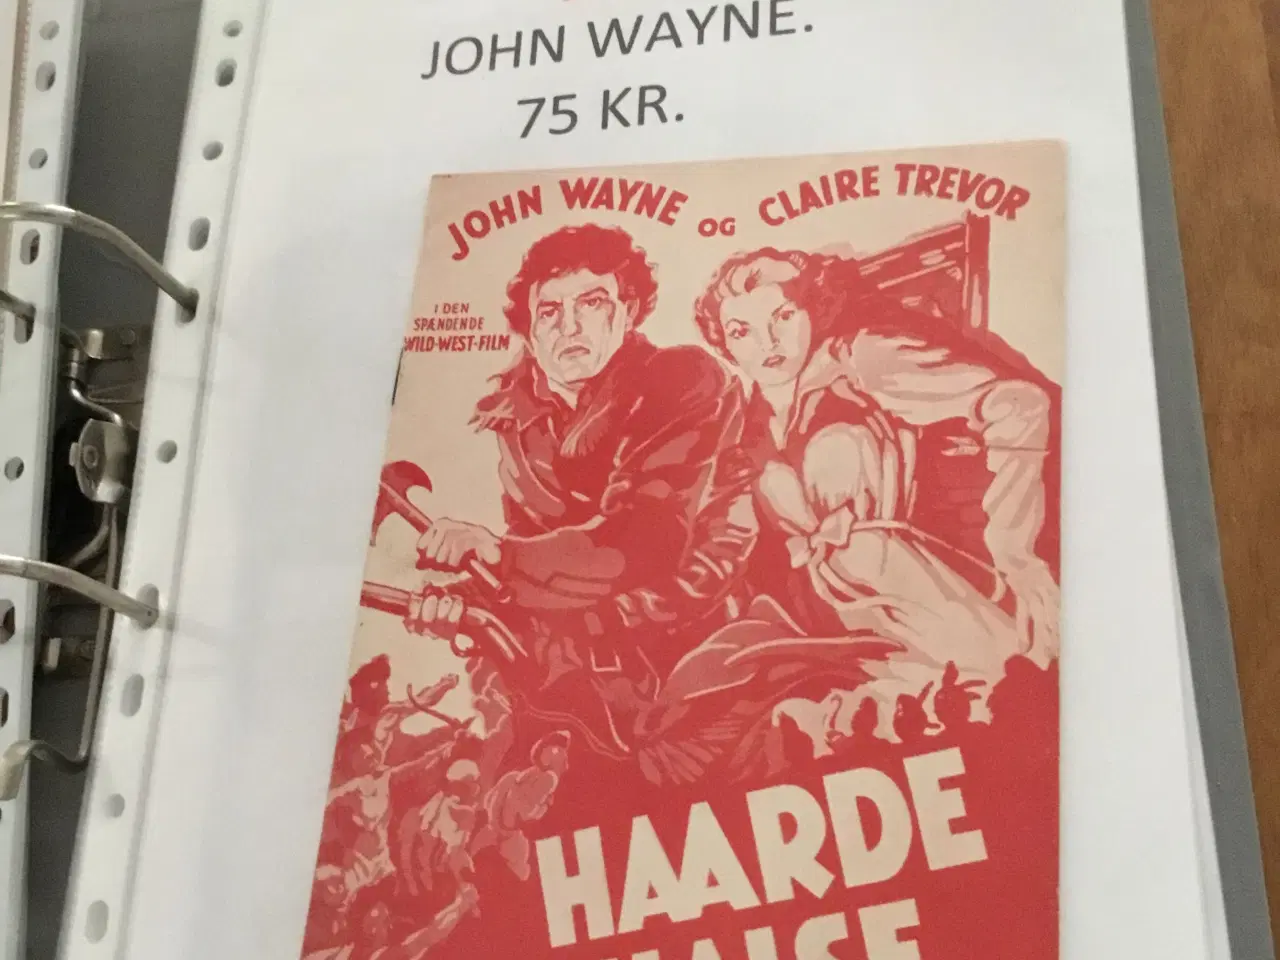 JOHN WAYNE.
75 KR.
JOHN WAYNE OG CLAIRE TREVOR
I DEN
SPÆNDENDE
WILD-WEST-FILM
HAARDE